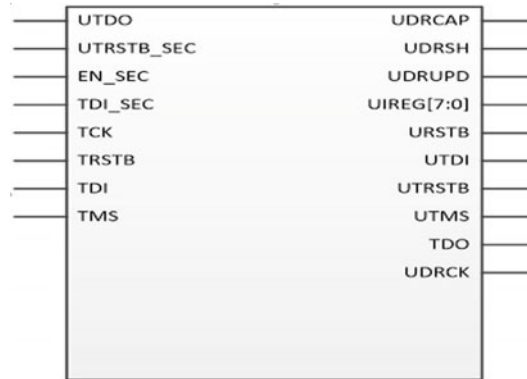 UTDO UDRCAP
UTRSTB_SEC UDRSH
EN_SEC UDRUPD
TDI_SEC UIREG[7:0]
TCK URSTB
TRSTB UTDI
TDI UTRSTB
TMS UTMS
TDO
UDRCK